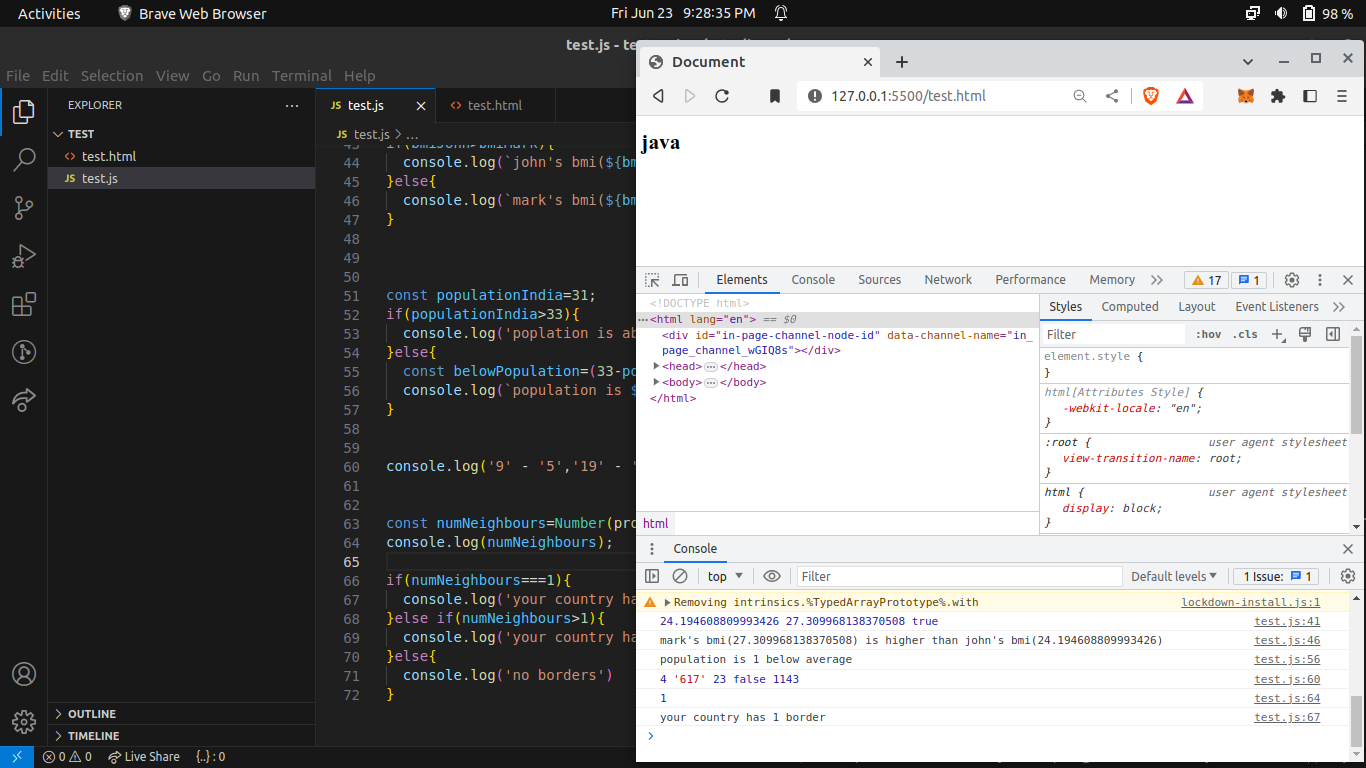 Activities
Brave Web Browser
Fri Jun 23 9:28:35 PM
98 %
test.js - te
File Edit Selection View Go Run Terminal Help
EXPLORER
TEST
test.html
JS test.js
OUTLINE
TIMELINE
JS test.js
test.html
JS test.js > ...
43 if(bmiJohn>bmiMark){
44 console.log(`john's bmi(${bm
45 }else{
46 console.log(`mark's bmi(${bm
47 }
48
49
50
51 const populationIndia=31;
52 if(populationIndia>33){
53 console.log('poplation is ab
54 }else{
55 const belowPopulation=(33-po
56 console.log(`population is $
57 }
58
59
60 console.log('9' - '5','19' - '
61
62
63 const numNeighbours=Number(pro
64 console.log(numNeighbours);
65
66 if(numNeighbours===1){
67 console.log('your country ha
68 }else if(numNeighbours>1){
69 console.log('your country ha
70 }else{
71 console.log('no borders')
72 }
0 0 Live Share {..} : 0
Document
127.0.0.1:5500/test.html
java
Elements Console Sources Network Performance Memory 17 1
<!DOCTYPE html>
<html lang="en"> == $0
<div id="in-page-channel-node-id" data-channel-name="in_
page_channel_wGIQ8s"></div>
<head>…</head>
<body>…</body>
</html>
html
Styles Computed Layout Event Listeners
Filter :hov .cls
element.style {
}
html[Attributes Style] {
-webkit-locale: "en";
}
:root { user agent stylesheet
view-transition-name: root;
}
html { user agent stylesheet
display: block;
}
Console
top Filter Default levels 1 Issue: 1
Removing intrinsics.%TypedArrayPrototype%.with lockdown-install.js:1
24.194608809993426 27.309968138370508 true test.js:41
mark's bmi(27.309968138370508) is higher than john's bmi(24.194608809993426) test.js:46
population is 1 below average test.js:56
4 '617' 23 false 1143 test.js:60
1 test.js:64
your country has 1 border test.js:67